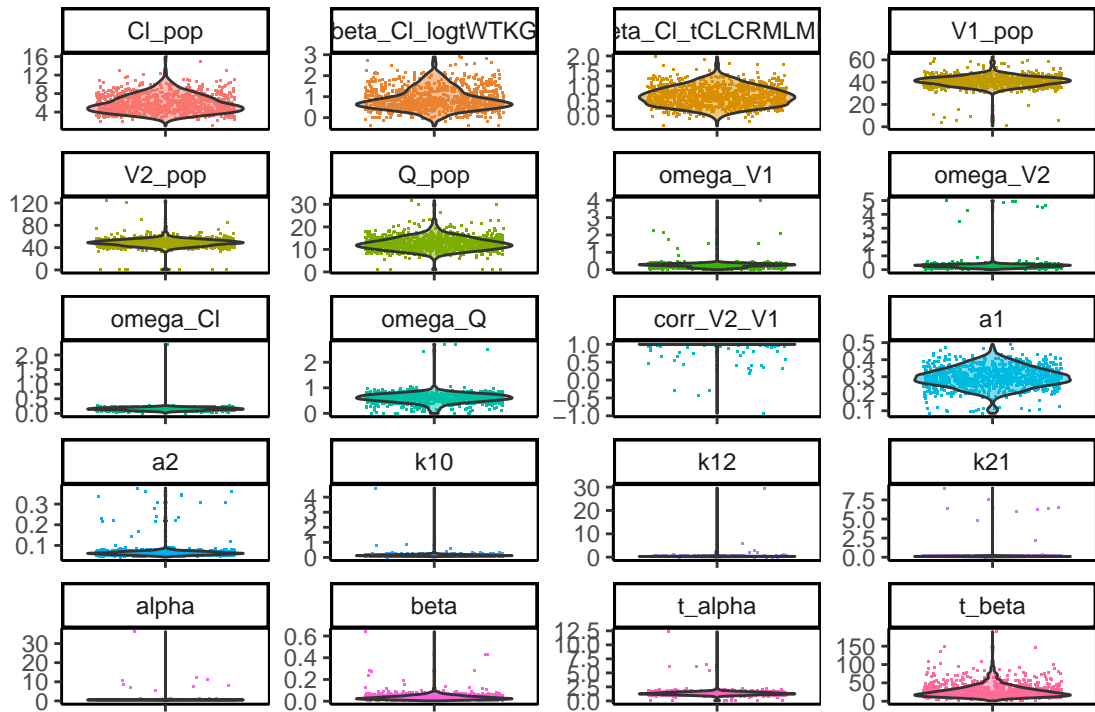 Cl_pop beta_Cl_logtWTKG eta_Cl_tCLCRMLM V1_pop
16 12 8 4
3 2 1 0
2.0 1.5 1.0 0.5 0.0
60 40 20 0
V2_pop Q_pop omega_V1 omega_V2
120 80 40 0
30 20 10 0
4 3 2 1 0
5 4 3 2 1 0
omega_Cl omega_Q corr_V2_V1 a1
2.0 1.5 1.0 0.5 0.0
2 1 0
1.0 0.5 0.0 −0.5 −1.0
0.5 0.4 0.3 0.2 0.1
a2 k10 k12 k21
0.3 0.2 0.1
4 3 2 1 0
30 20 10 0
7.5 5.0 2.5 0.0
alpha beta t_alpha t_beta
30 20 10 0
0.6 0.4 0.2 0.0
12.5 10.0 7.5 5.0 2.5 0.0
150 100 50 0